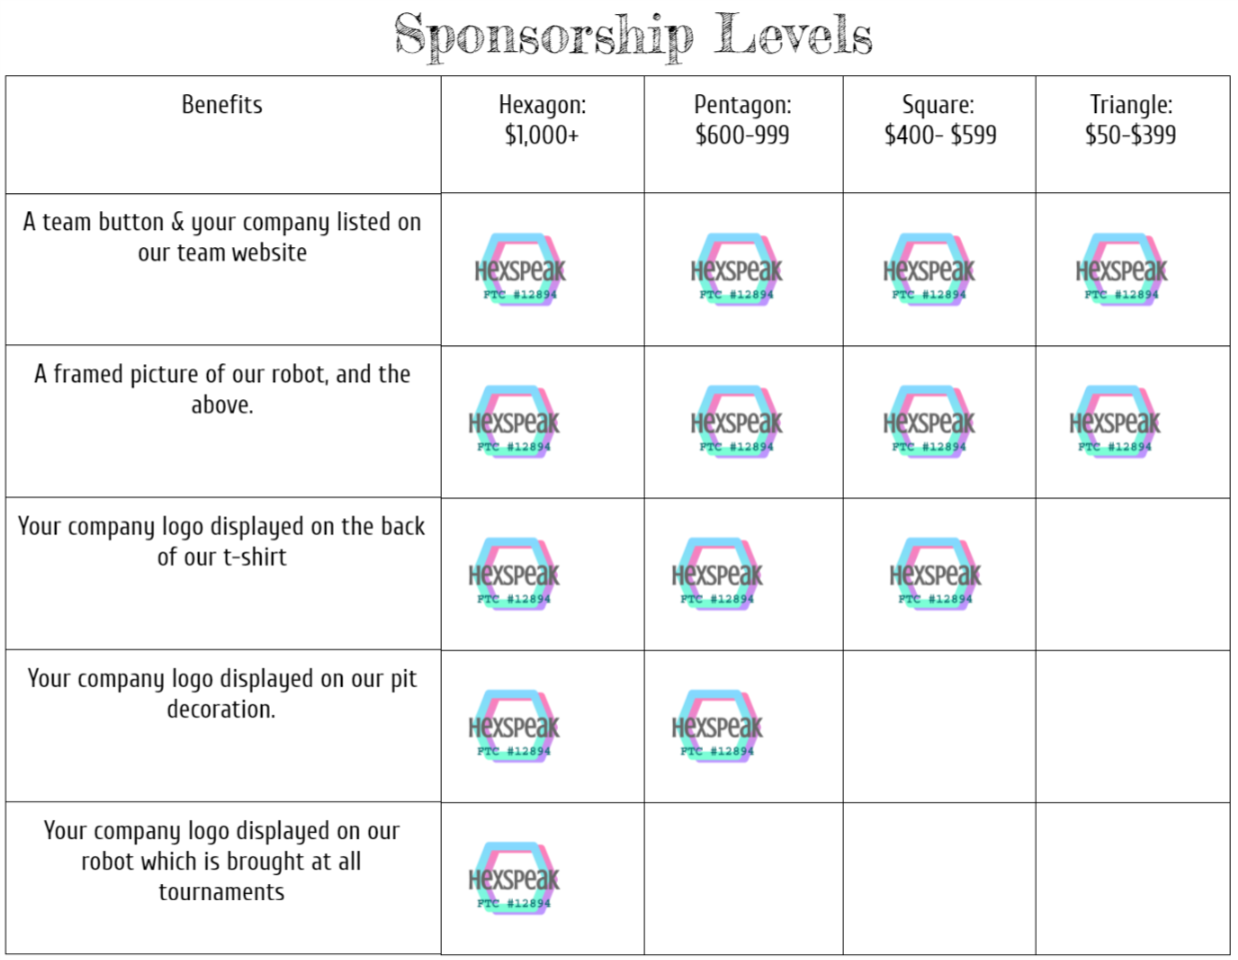 Sponsorship Levels
Benefits
Hexagon:
$1,000+
Pentagon:
$600-999
Square:
$400- $599
Triangle:
$50-$399
A team button & your company listed on
our team website
HexSpeak
FTC #12894
HexSpeak
FTC #12894
HexSpeak
FTC #12894
HexSpeak
FTC #12894
A framed picture of our robot, and the
above.
HexSpeak
FTC #12894
HexSpeak
FTC #12894
HexSpeak
FTC #12894
HexSpeak
FTC #12894
Your company logo displayed on the back
of our t-shirt
HexSpeak
FTC #12894
HexSpeak
FTC #12894
HexSpeak
FTC #12894
Your company logo displayed on our pit
decoration.
HexSpeak
FTC #12894
HexSpeak
FTC #12894
Your company logo displayed on our
robot which is brought at all
tournaments
HexSpeak
FTC #12894